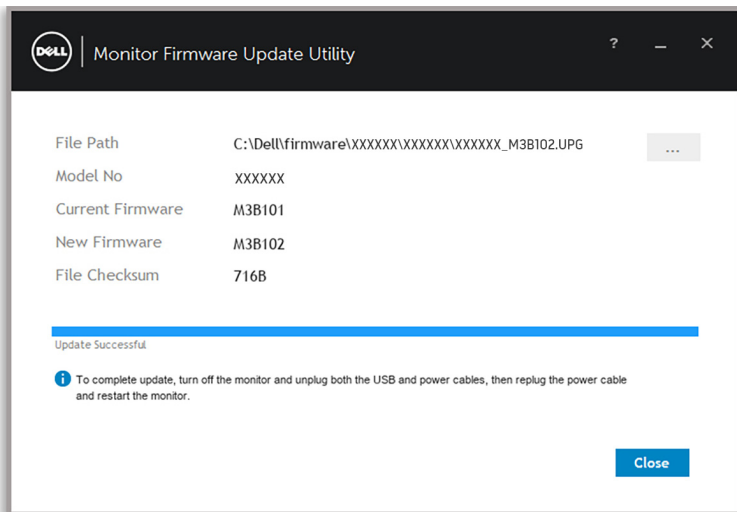 DELL Monitor Firmware Update Utility ? _ ×
File Path C:\Dell\firmware\XXXXXX\XXXXXX\XXXXXX_M3B102.UPG ...
Model No XXXXXX
Current Firmware M3B101
New Firmware M3B102
File Checksum 716B
Update Successful
i To complete update, turn off the monitor and unplug both the USB and power cables, then replug the power cable
and restart the monitor.
Close